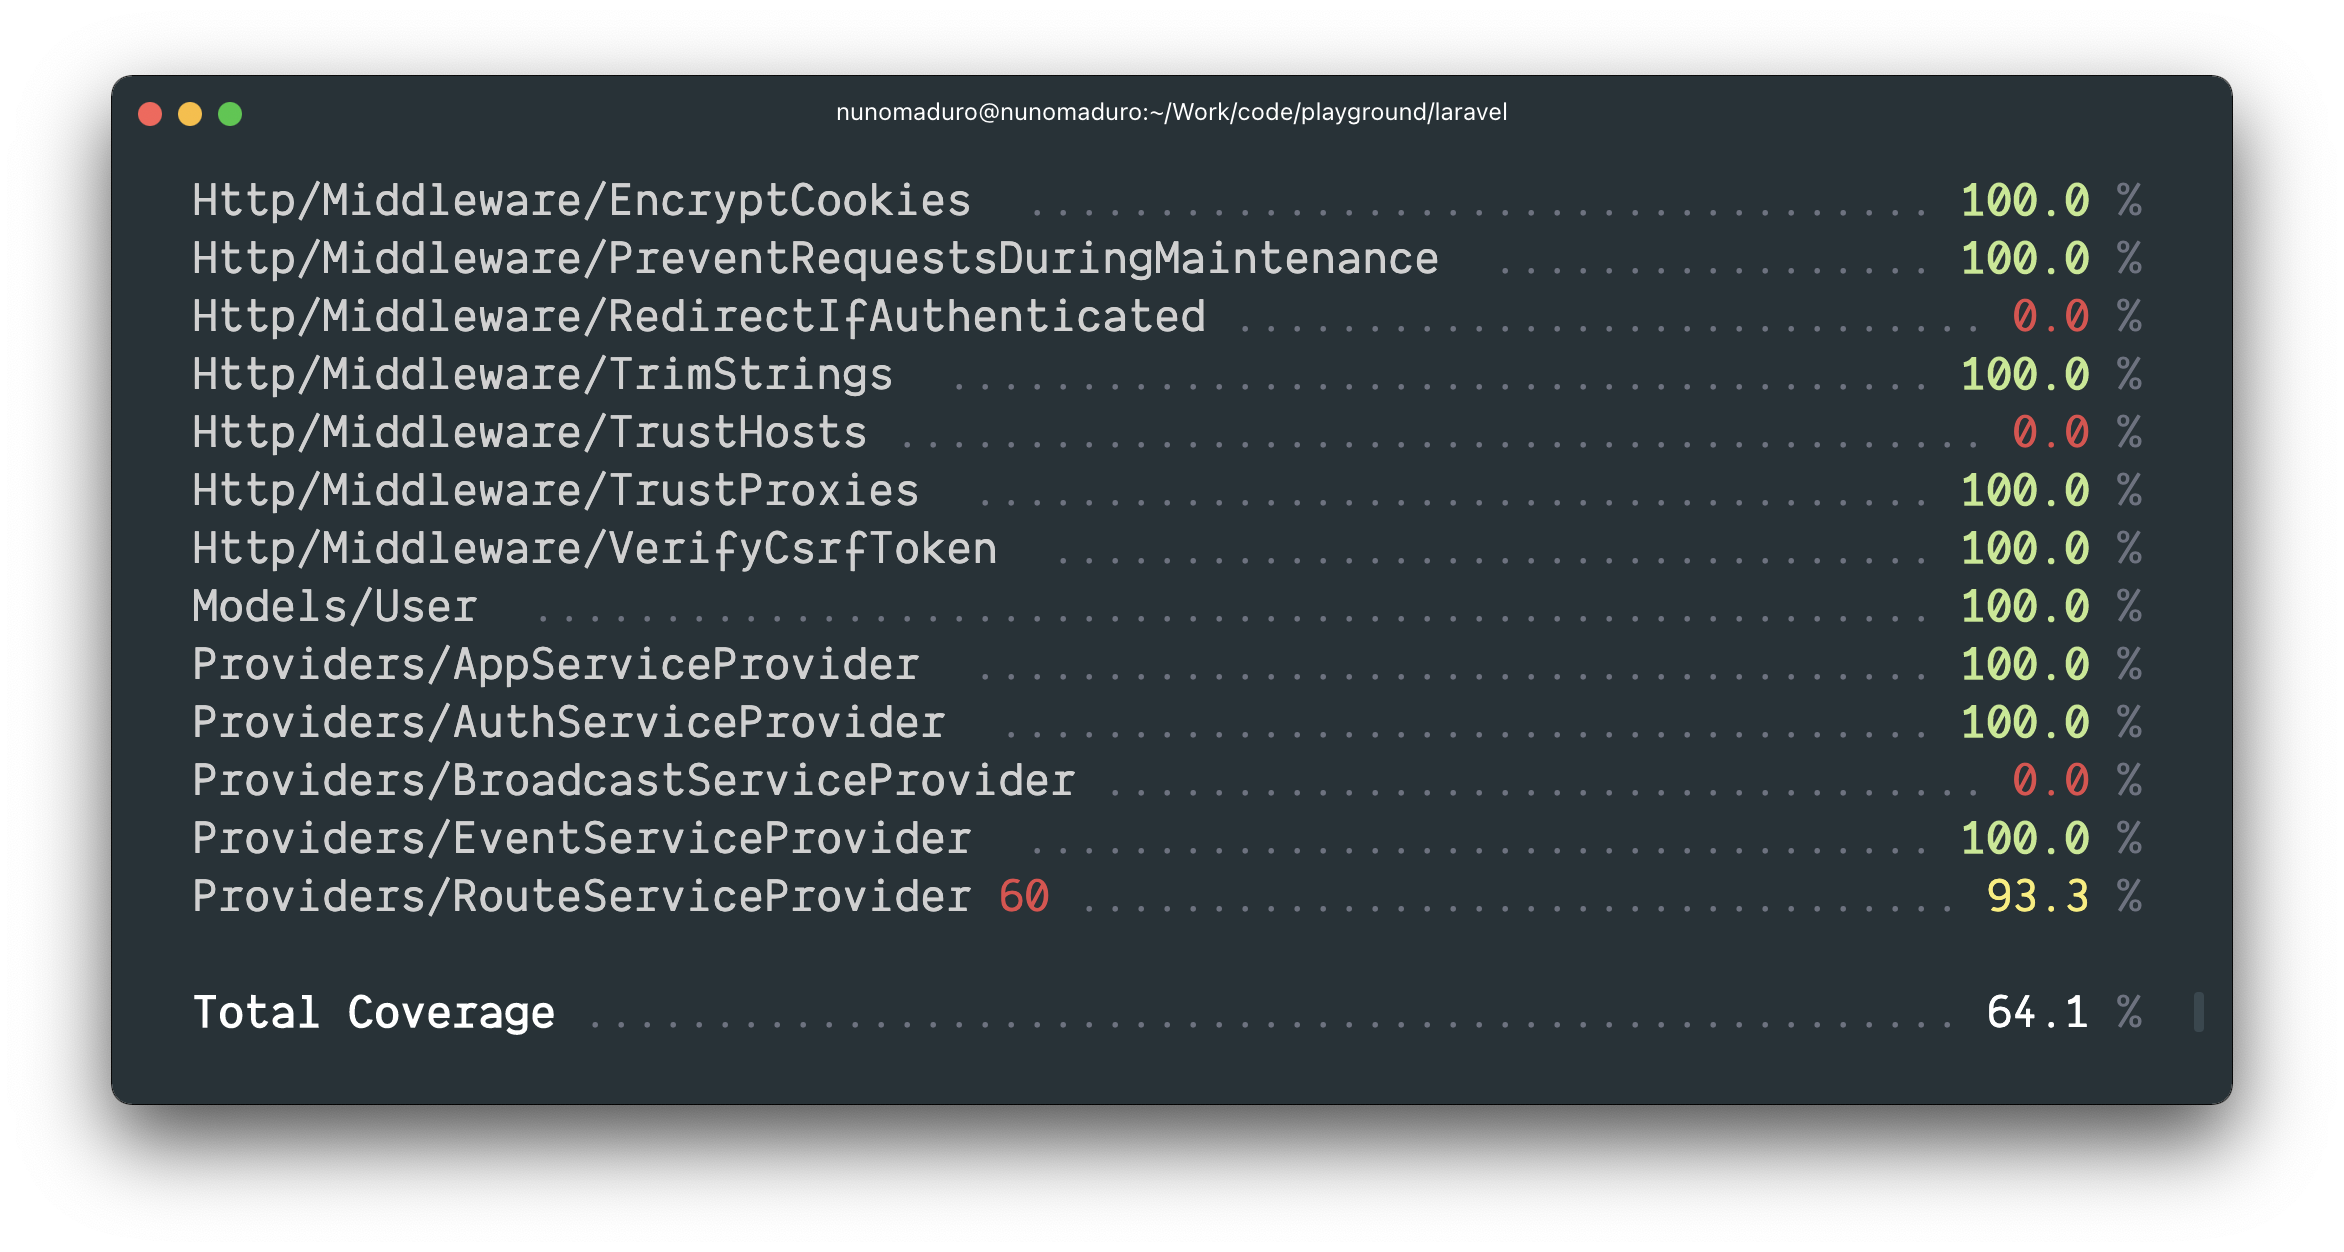 nunomaduro@nunomaduro:~/Work/code/playground/laravel
Http/Middleware/EncryptCookies ................................... 100.0 %
Http/Middleware/PreventRequestsDuringMaintenance ................. 100.0 %
Http/Middleware/RedirectIfAuthenticated ............................. 0.0 %
Http/Middleware/TrimStrings ...................................... 100.0 %
Http/Middleware/TrustHosts .......................................... 0.0 %
Http/Middleware/TrustProxies ..................................... 100.0 %
Http/Middleware/VerifyCsrfToken .................................. 100.0 %
Models/User ...................................................... 100.0 %
Providers/AppServiceProvider ..................................... 100.0 %
Providers/AuthServiceProvider .................................... 100.0 %
Providers/BroadcastServiceProvider .................................. 0.0 %
Providers/EventServiceProvider ................................... 100.0 %
Providers/RouteServiceProvider 60 .................................. 93.3 %
Total Coverage ..................................................... 64.1 %